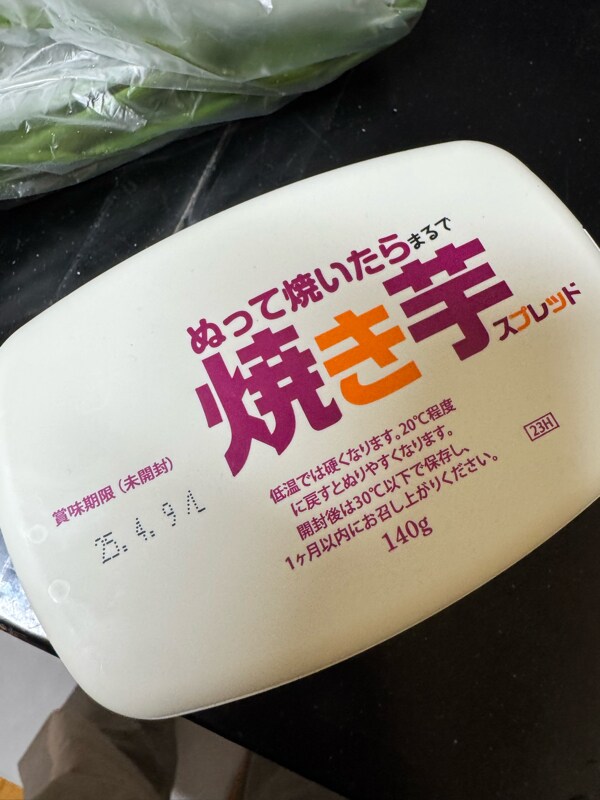 ぬって焼いたらまるで
焼き芋スプレッド
低温では硬くなります。20℃程度
に戻すとぬりやすくなります。
開封後は30℃以下で保存し、
1ヶ月以内にお召し上がりください。
140g
23H
賞味期限（未開封）
25.4.9